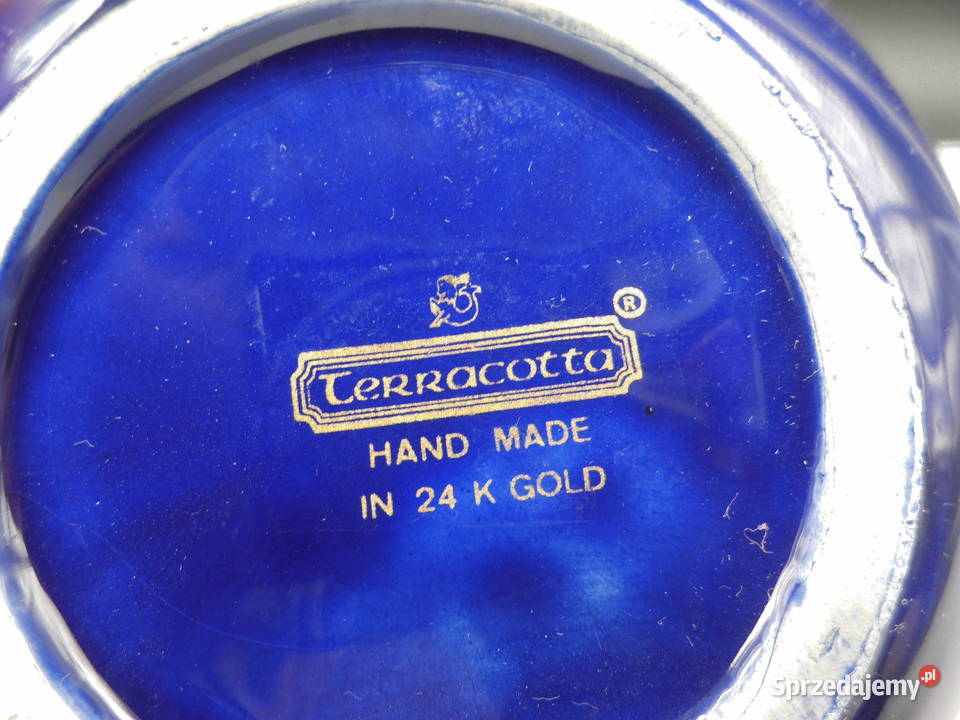 ®
Terracotta
HAND MADE
IN 24 K GOLD
Sprzedajemy.pl